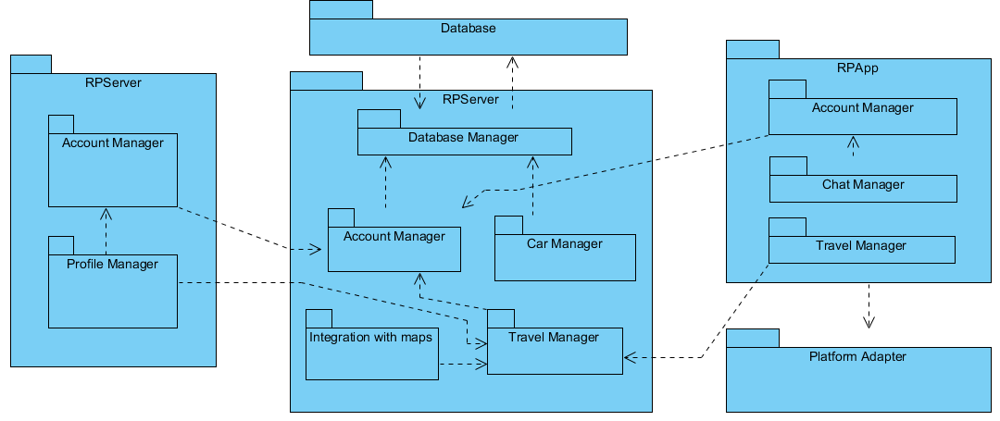 Database
RPServer
Account Manager
Profile Manager
RPServer
Database Manager
Account Manager
Car Manager
Integration with maps
Travel Manager
RPApp
Account Manager
Chat Manager
Travel Manager
Platform Adapter